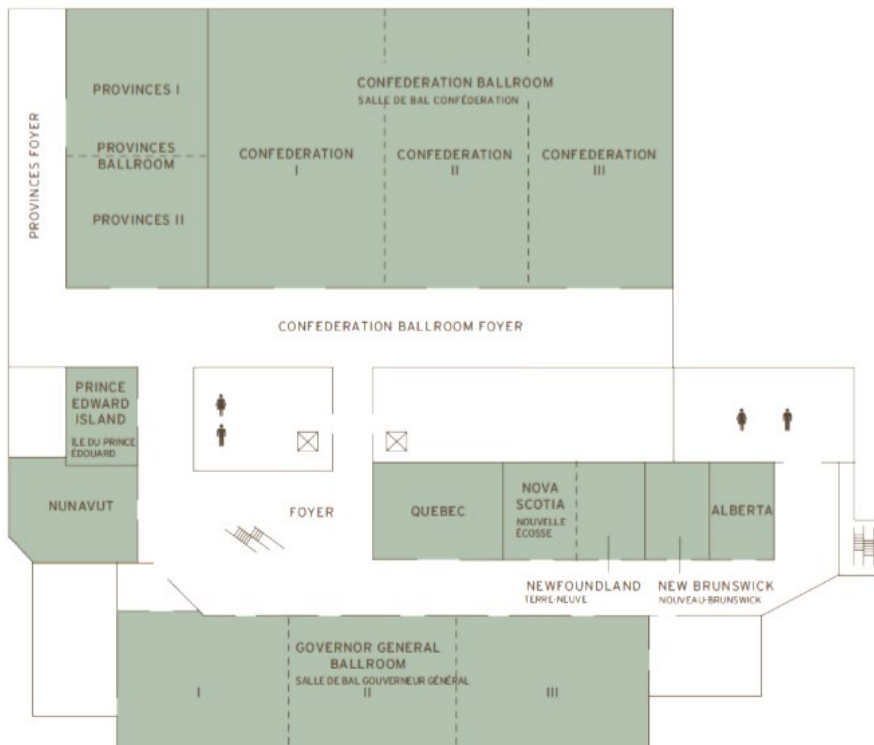 PROVINCES FOYER
PROVINCES I
PROVINCES
BALLROOM
PROVINCES II
CONFEDERATION BALLROOM
SALLE DE BAL CONFÉDÉRATION
CONFEDERATION
I
CONFEDERATION
II
CONFEDERATION
III
CONFEDERATION BALLROOM FOYER
PRINCE
EDWARD
ISLAND
ÎLE DU PRINCE
ÉDOUARD
NUNAVUT
FOYER
QUEBEC
NOVA
SCOTIA
NOUVELLE
ÉCOSSE
ALBERTA
NEWFOUNDLAND
TERRE-NEUVE
NEW BRUNSWICK
NOUVEAU-BRUNSWICK
GOVERNOR GENERAL
BALLROOM
SALLE DE BAL GOUVERNEUR GÉNÉRAL
I
II
III